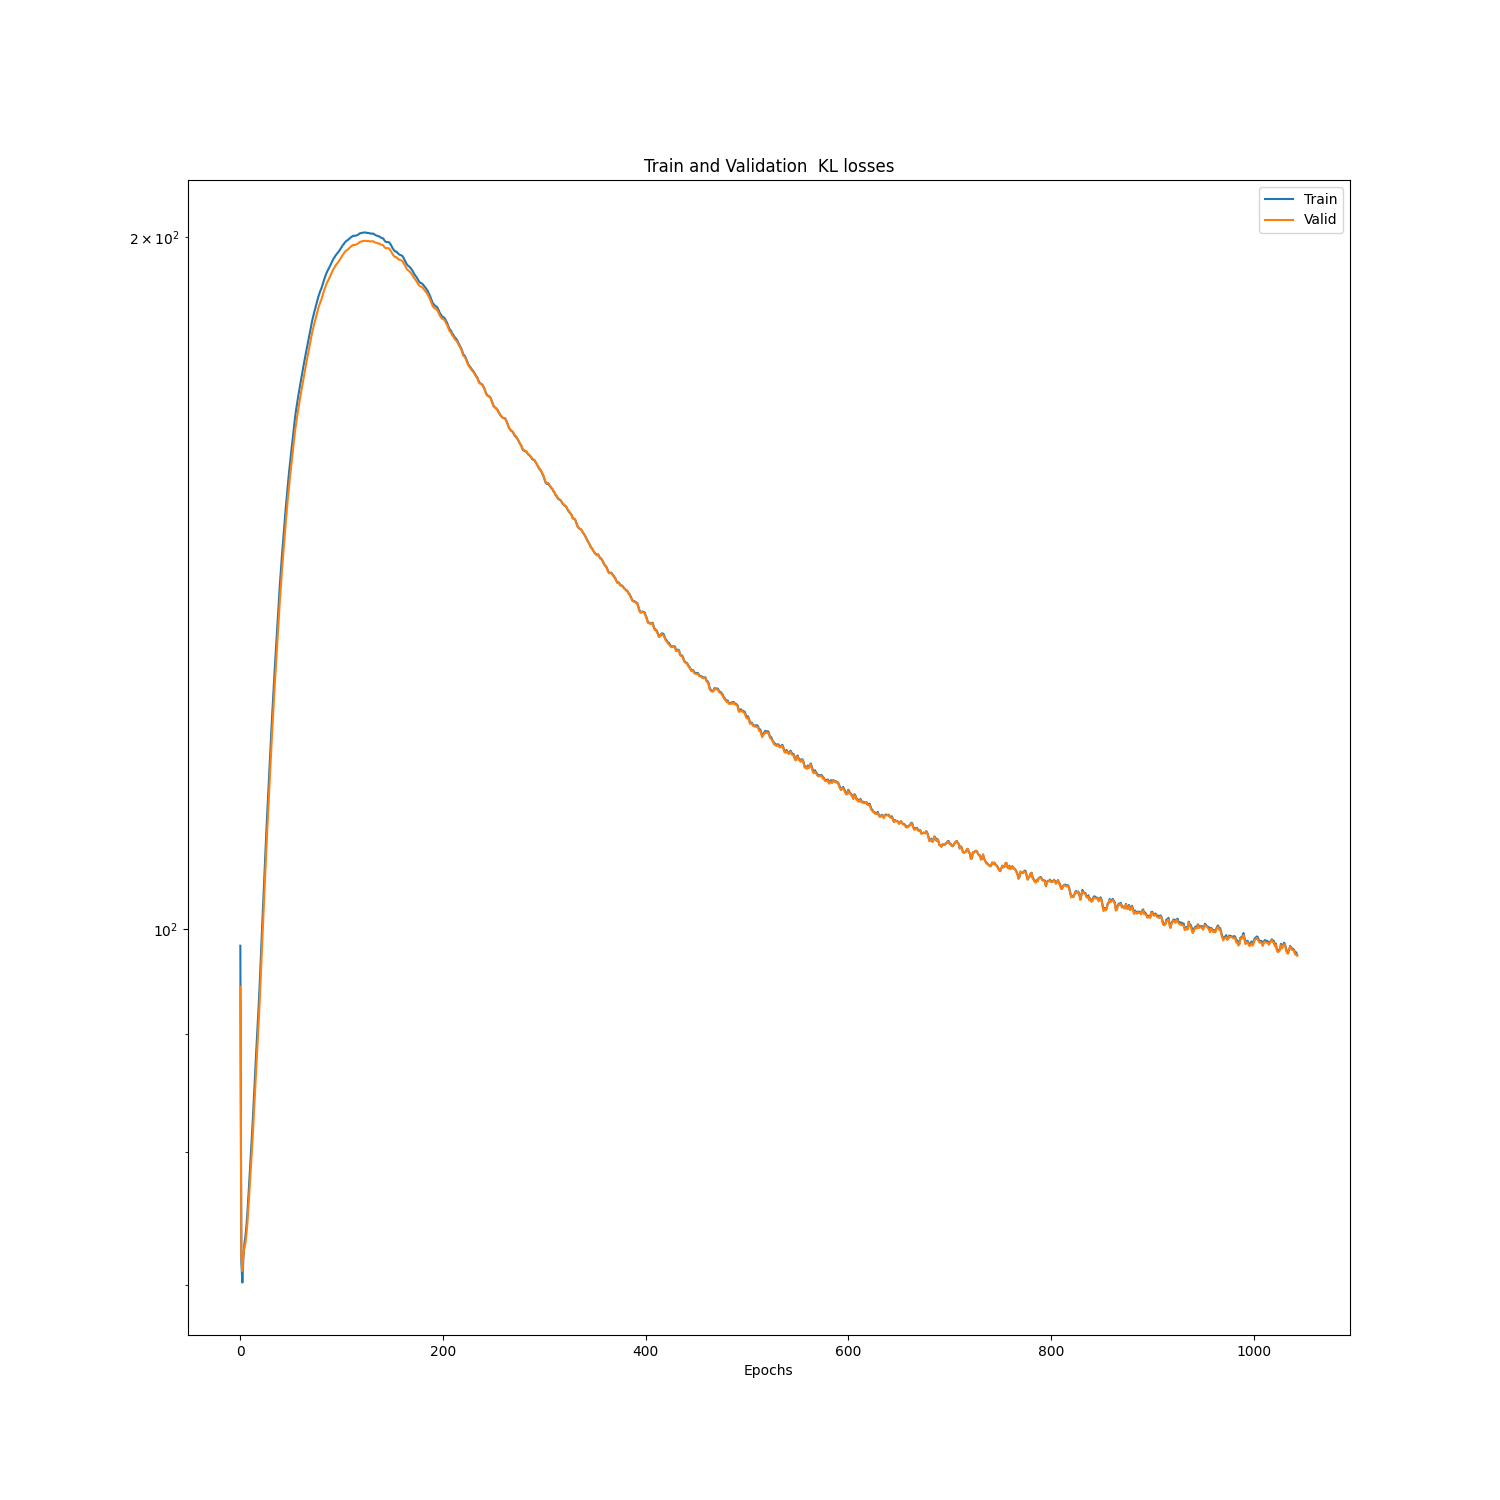 Train and Validation  KL losses
Train
Valid
2 × 10²
10²
0 200 400 600 800 1000
Epochs